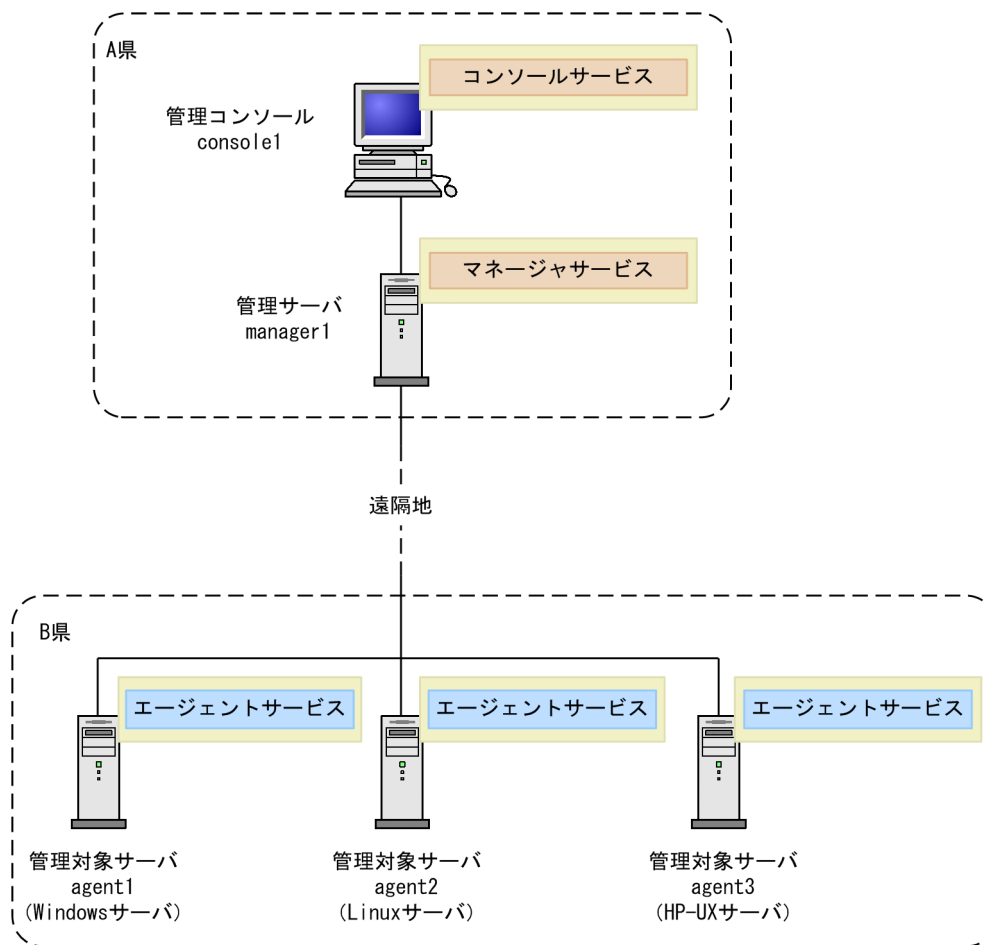 A県
コンソールサービス
管理コンソール
console1
マネージャサービス
管理サーバ
manager1
遠隔地
B県
エージェントサービス
エージェントサービス
エージェントサービス
管理対象サーバ
agent1
(Windowsサーバ)
管理対象サーバ
agent2
(Linuxサーバ)
管理対象サーバ
agent3
(HP-UXサーバ)